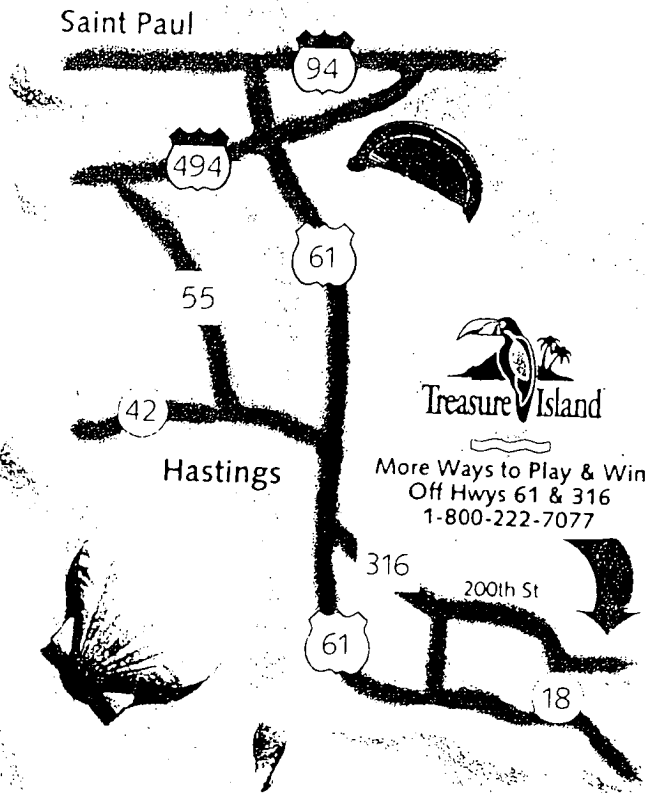 Saint Paul
94
494
61
55
Treasure Island
42
Hastings
More Ways to Play & Win
Off Hwys 61 & 316
1-800-222-7077
316
200th St
61
18